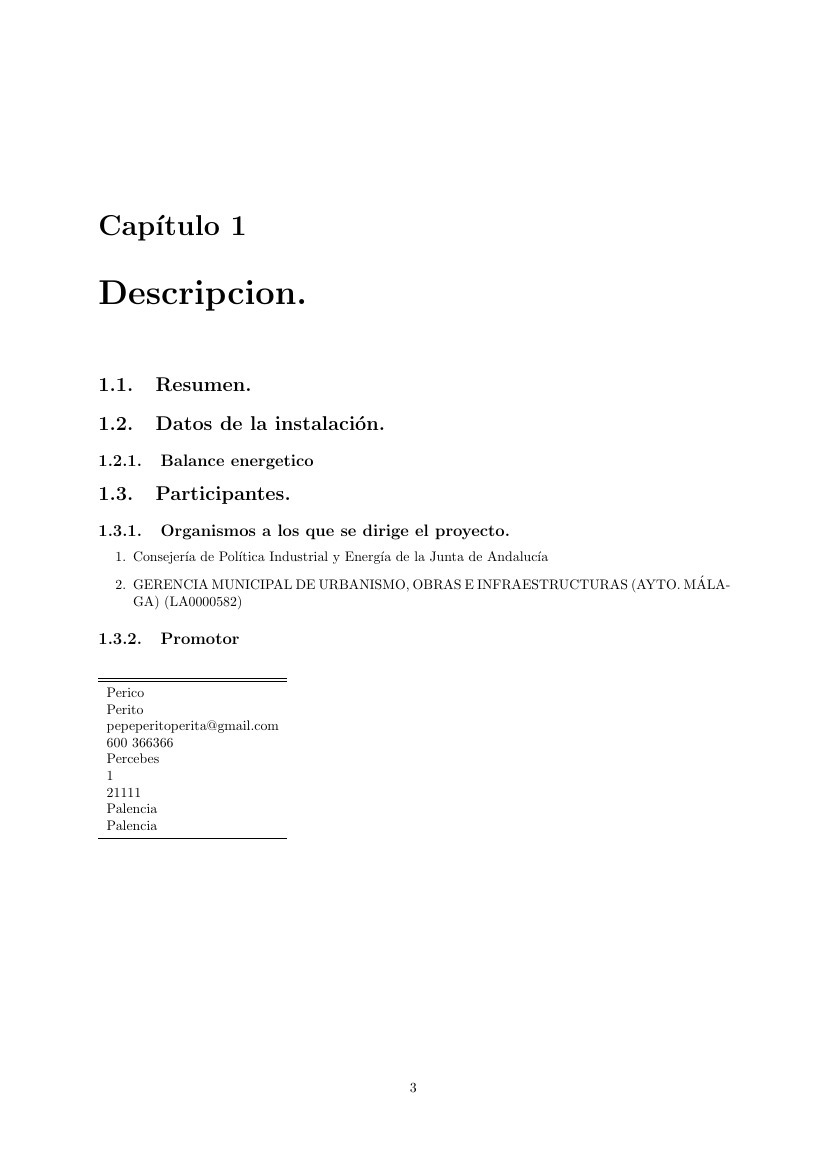 Capítulo 1
Descripcion.
1.1. Resumen.
1.2. Datos de la instalación.
1.2.1. Balance energetico
1.3. Participantes.
1.3.1. Organismos a los que se dirige el proyecto.
1. Consejería de Política Industrial y Energía de la Junta de Andalucía
2. GERENCIA MUNICIPAL DE URBANISMO, OBRAS E INFRAESTRUCTURAS (AYTO. MÁLA-
GA) (LA0000582)
1.3.2. Promotor
Perico
Perito
pepeperitoperita@gmail.com
600 366366
Percebes
1
21111
Palencia
Palencia
3